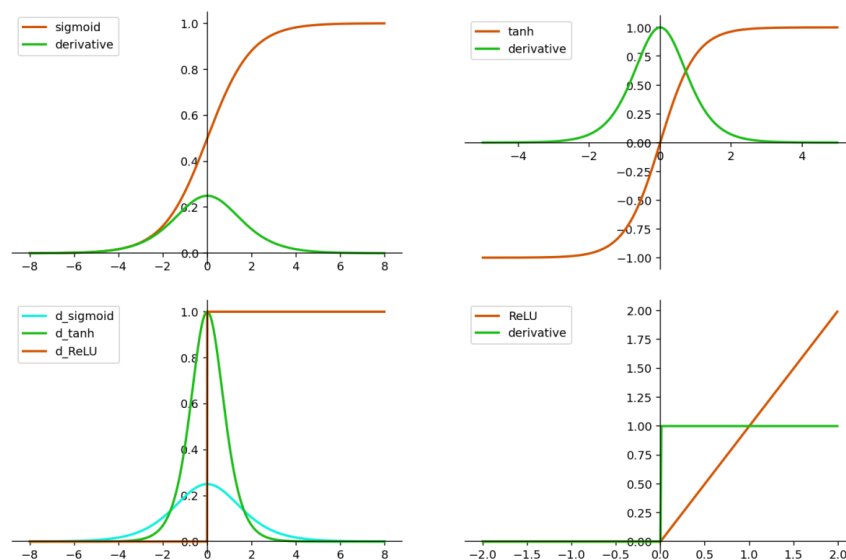 sigmoid
derivative
1.0
0.8
0.6
0.4
0.2
0.0
−8 −6 −4 −2 0 2 4 6 8
tanh
derivative
1.00
0.75
0.50
0.25
0.00
−4 −2 0 2 4
−0.25
−0.50
−0.75
−1.00
d_sigmoid
d_tanh
d_ReLU
1.0
0.8
0.6
0.4
0.2
0.0
−8 −6 −4 −2 0 2 4 6 8
ReLU
derivative
2.00
1.75
1.50
1.25
1.00
0.75
0.50
0.25
0.00
−2.0 −1.5 −1.0 −0.5 0.0 0.5 1.0 1.5 2.0